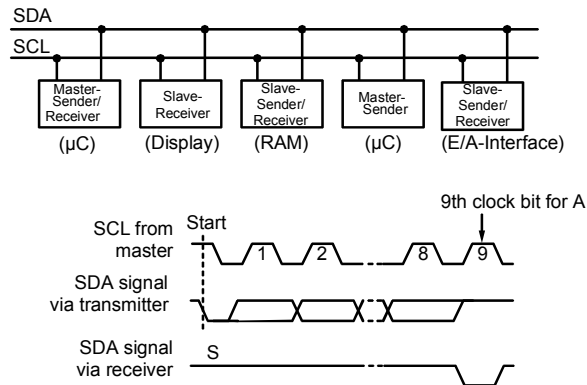 SDA
SCL
Master-
Sender/
Receiver
(µC)
Slave-
Receiver
(Display)
Slave-
Sender/
Receiver
(RAM)
Master-
Sender
(µC)
Slave-
Sender/
Receiver
(E/A-Interface)
9th clock bit for A
Start
SCL from
master
1 2 8 9
SDA signal
via transmitter
SDA signal
via receiver
S